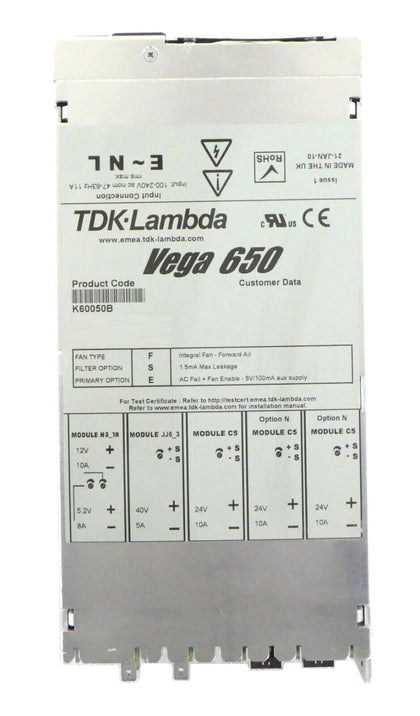 Input Connection
Input: 100-240V ac nom 47-63Hz 11A
rms max
E ~ N L
RoHS
Issue 1
21-JAN-10
MADE IN THE UK
TDK-Lambda
www.emea.tdk-lambda.com
c RU us CE
Vega 650
Product Code
Customer Data
K60050B
FAN TYPE F Integral Fan - Forward Air
FILTER OPTION S 1.5mA Max Leakage
PRIMARY OPTION E AC Fail + Fan Enable - 5V/100mA aux supply
For Test Certificate : Refer to http://testcert.emea.tdk-lambda.com
Refer to www.emea.tdk-lambda.com for installation manual.
Option N Option N
MODULE JJ5_3 MODULE C5 MODULE C5 MODULE C5
12V +
10A -
+ S
- S
+ S
- S
+ S
- S
+ S
- S
5.2V + 40V + 24V + 24V + 24V +
8A - 5A - 10A - 10A - 10A -